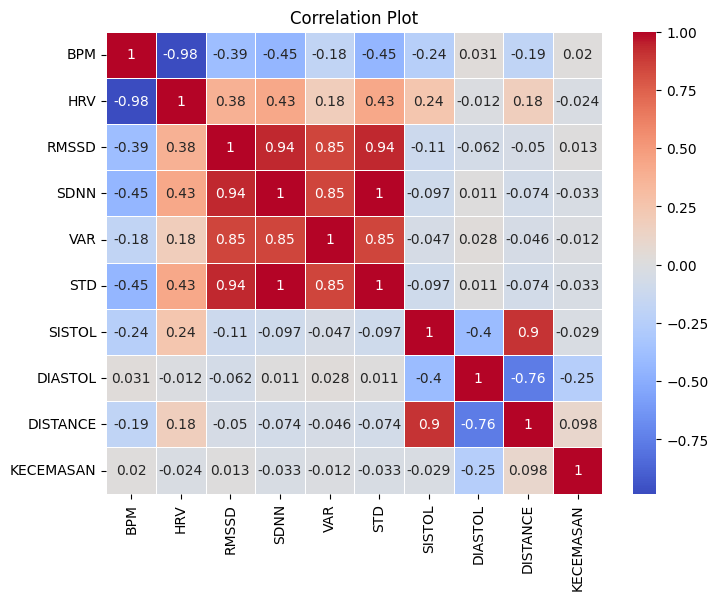 Correlation Plot
BPM 1 -0.98 -0.39 -0.45 -0.18 -0.45 -0.24 0.031 -0.19 0.02
HRV -0.98 1 0.38 0.43 0.18 0.43 0.24 -0.012 0.18 -0.024
RMSSD -0.39 0.38 1 0.94 0.85 0.94 -0.11 -0.062 -0.05 0.013
SDNN -0.45 0.43 0.94 1 0.85 1 -0.097 0.011 -0.074 -0.033
VAR -0.18 0.18 0.85 0.85 1 0.85 -0.047 0.028 -0.046 -0.012
STD -0.45 0.43 0.94 1 0.85 1 -0.097 0.011 -0.074 -0.033
SISTOL -0.24 0.24 -0.11 -0.097 -0.047 -0.097 1 -0.4 0.9 -0.029
DIASTOL 0.031 -0.012 -0.062 0.011 0.028 0.011 -0.4 1 -0.76 -0.25
DISTANCE -0.19 0.18 -0.05 -0.074 -0.046 -0.074 0.9 -0.76 1 0.098
KECEMASAN 0.02 -0.024 0.013 -0.033 -0.012 -0.033 -0.029 -0.25 0.098 1
BPM HRV RMSSD SDNN VAR STD SISTOL DIASTOL DISTANCE KECEMASAN
1.00
0.75
0.50
0.25
0.00
-0.25
-0.50
-0.75